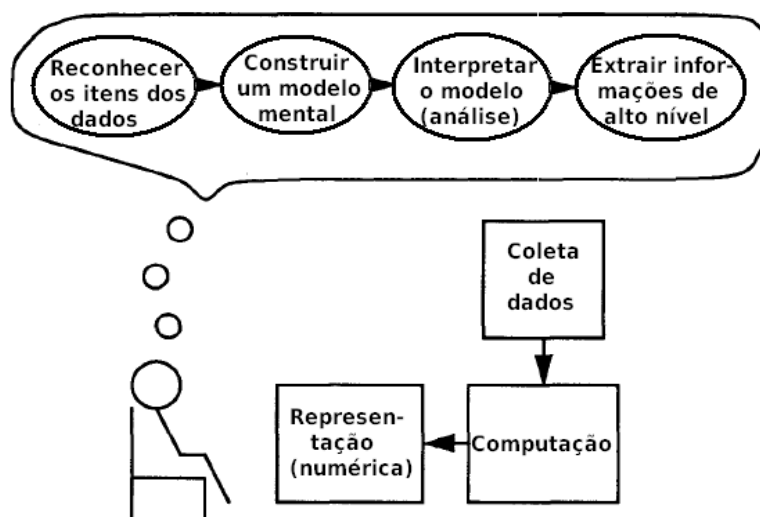 Reconhecer
os itens dos
dados
Construir
um modelo
mental
Interpretar
o modelo
(análise)
Extrair infor-
mações de
alto nível
Coleta
de
dados
Represen-
tação
(numérica)
Computação